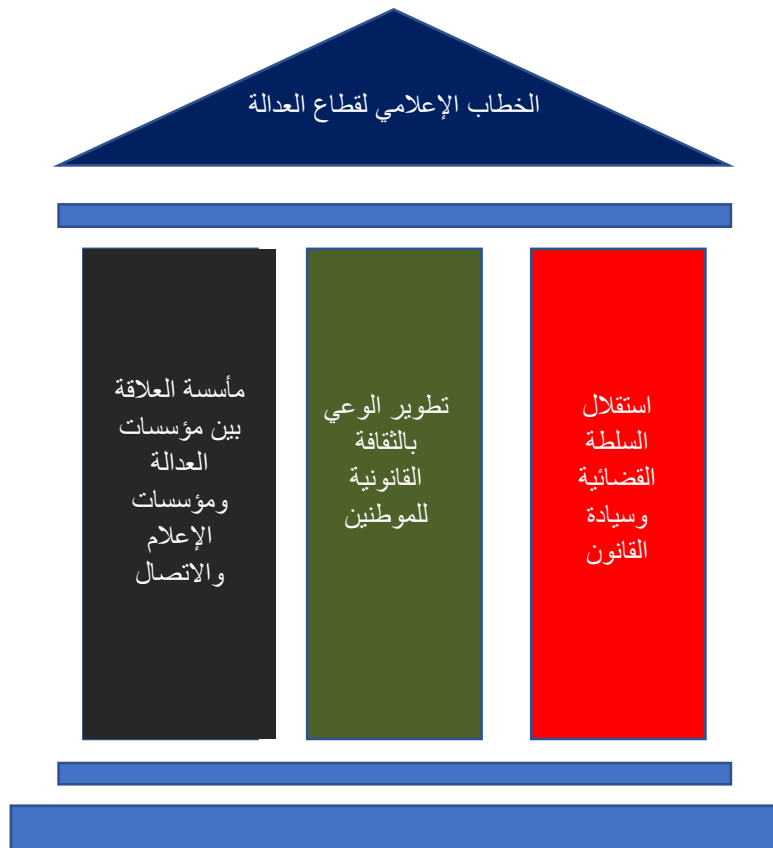 الخطاب الإعلامي لقطاع العدالة
استقلال
السلطة
القضائية
وسيادة
القانون
تطوير الوعي
بالثقافة
القانونية
للموطنين
مأسسة العلاقة
بين مؤسسات
العدالة
ومؤسسات
الإعلام
والاتصال